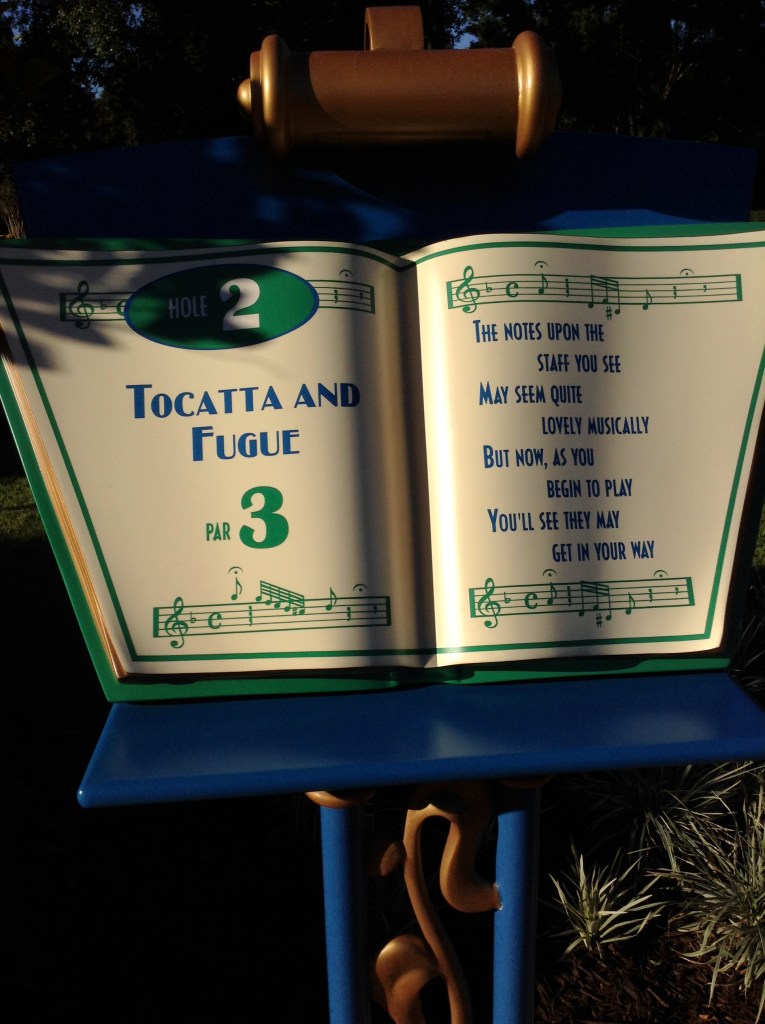 HOLE 2
TOCATTA AND
FUGUE
PAR 3
THE NOTES UPON THE
STAFF YOU SEE
MAY SEEM QUITE
LOVELY MUSICALLY
BUT NOW, AS YOU
BEGIN TO PLAY
YOU'LL SEE THEY MAY
GET IN YOUR WAY